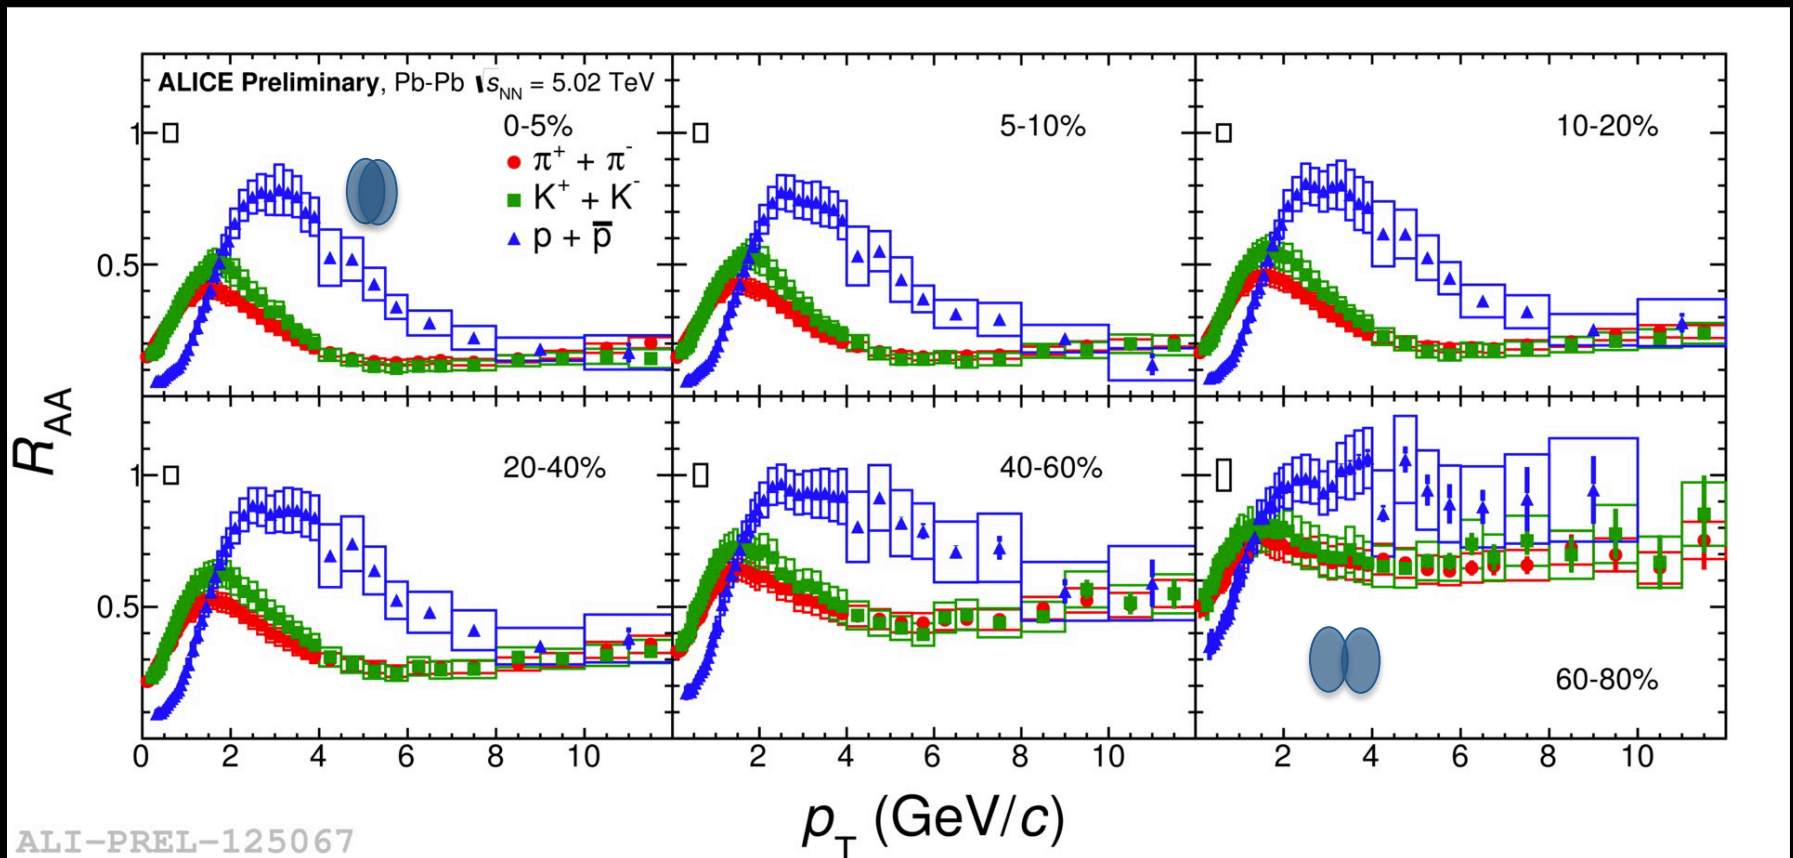 ALICE Preliminary, Pb-Pb √sNN = 5.02 TeV
0-5%
π+ + π-
K+ + K-
p + p̅
5-10%
10-20%
1
0.5
RAA
20-40%
40-60%
60-80%
1
0.5
0 2 4 6 8 10 2 4 6 8 10 2 4 6 8 10
pT (GeV/c)
ALI-PREL-125067